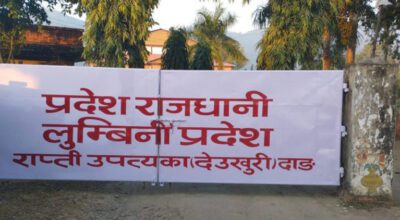 प्रदेश राजधानी
लुम्बिनी प्रदेश
राप्ती उपत्यका(देउखुरी)दाङ